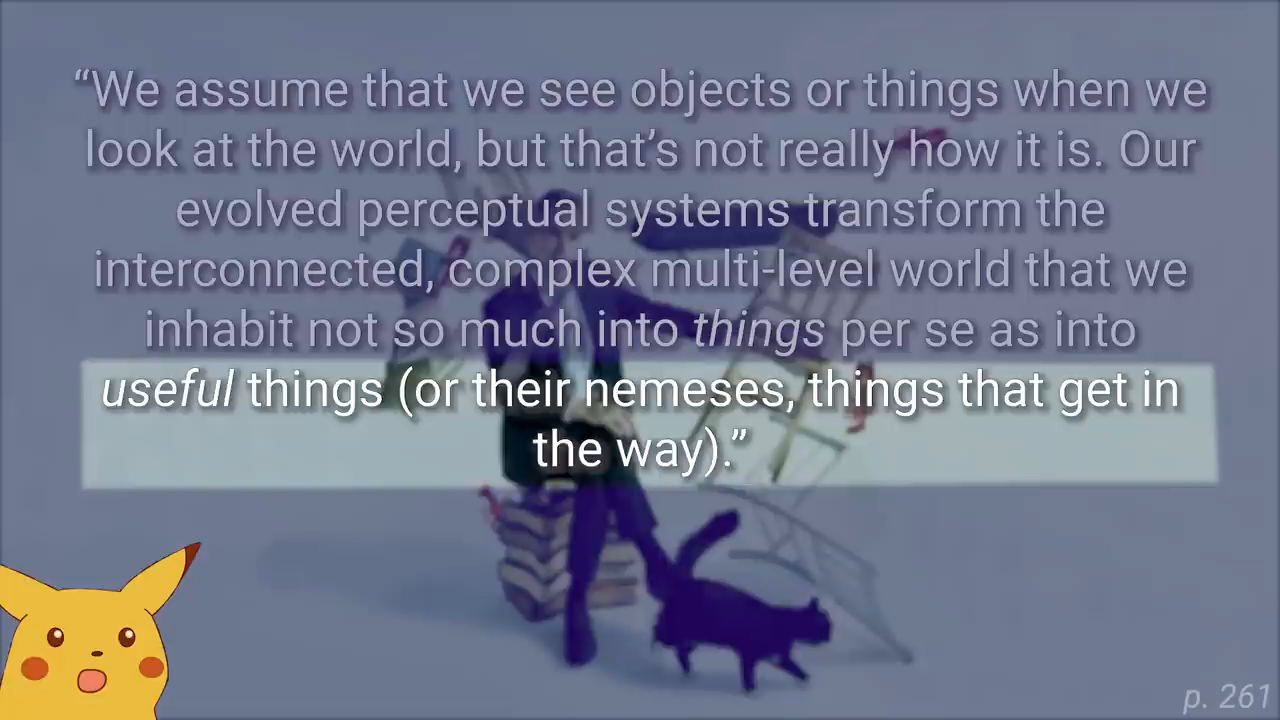 “We assume that we see objects or things when we
look at the world, but that’s not really how it is. Our
evolved perceptual systems transform the
interconnected, complex multi-level world that we
inhabit not so much into things per se as into
useful things (or their nemeses, things that get in
the way).”
p. 261